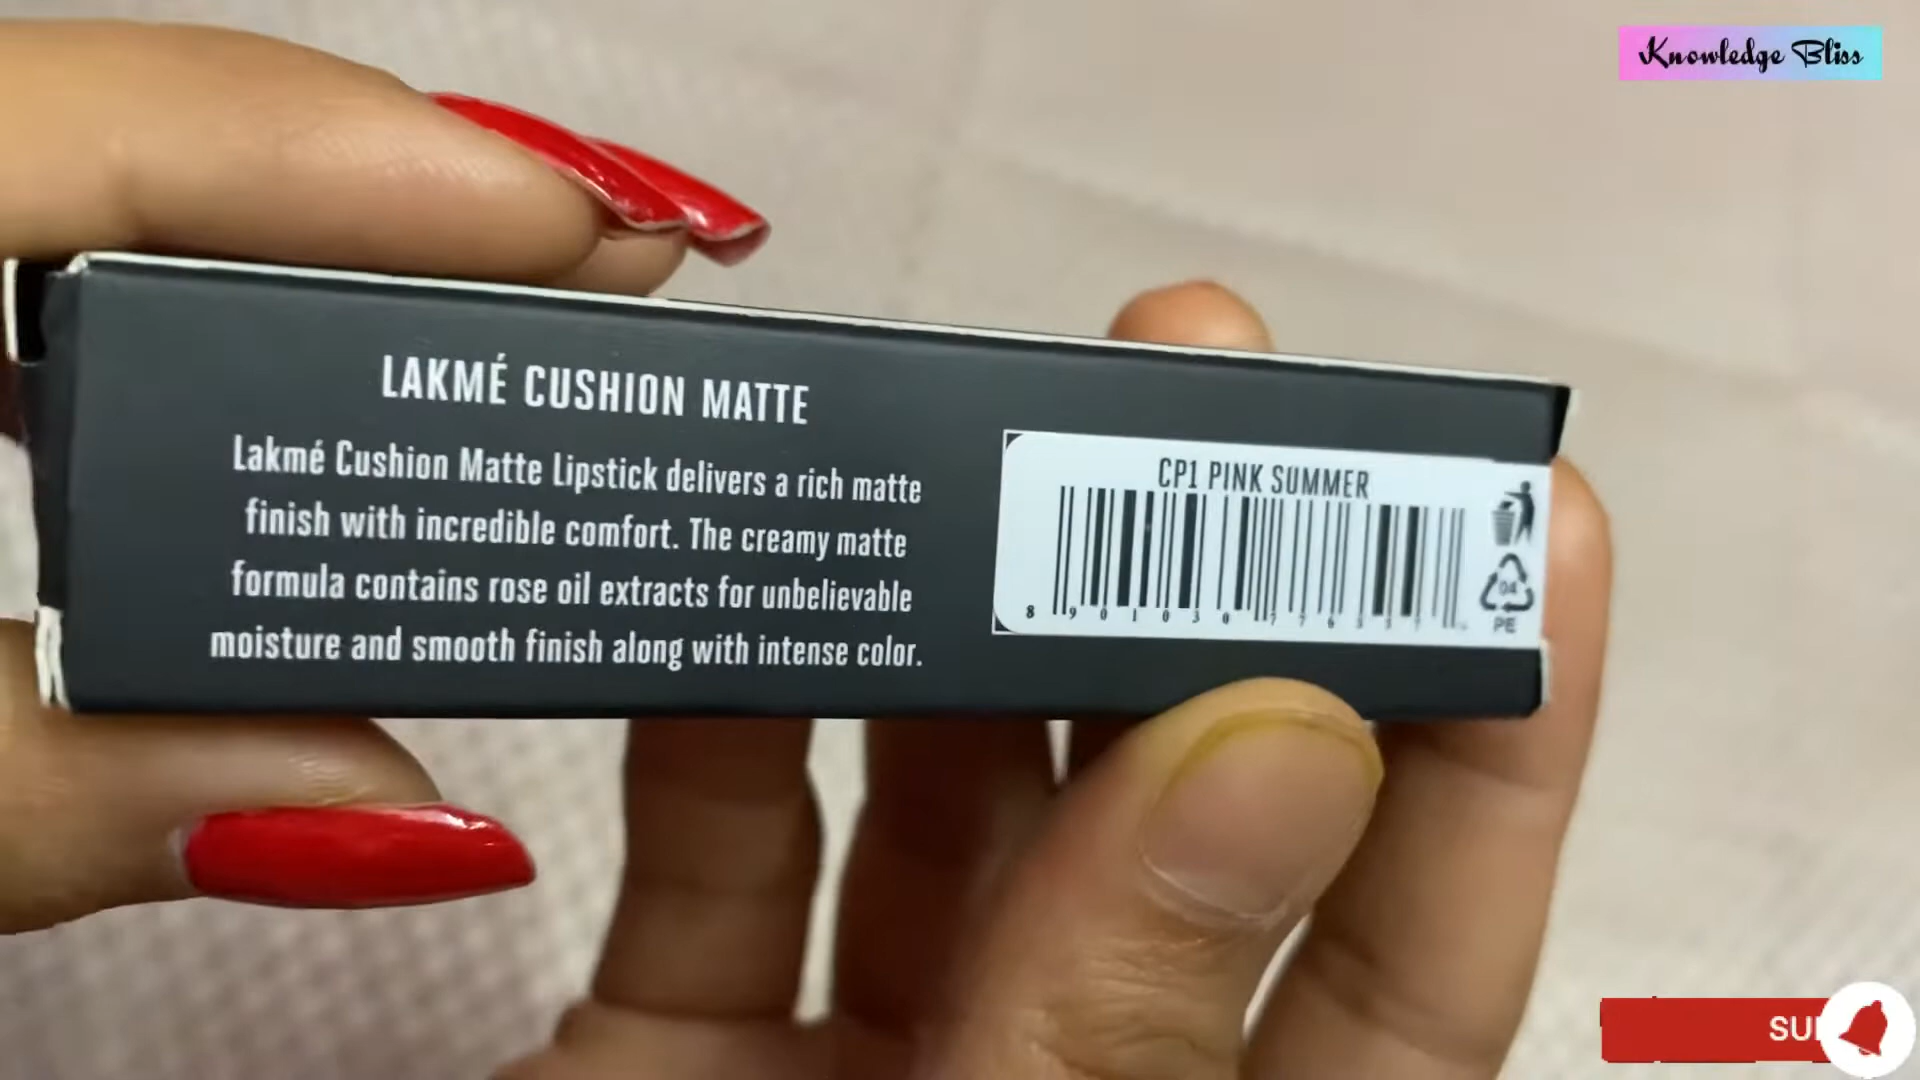 Knowledge Bliss
LAKMÉ CUSHION MATTE
Lakmé Cushion Matte Lipstick delivers a rich matte
finish with incredible comfort. The creamy matte
formula contains rose oil extracts for unbelievable
moisture and smooth finish along with intense color.
CP1 PINK SUMMER
8 901030
04
PE